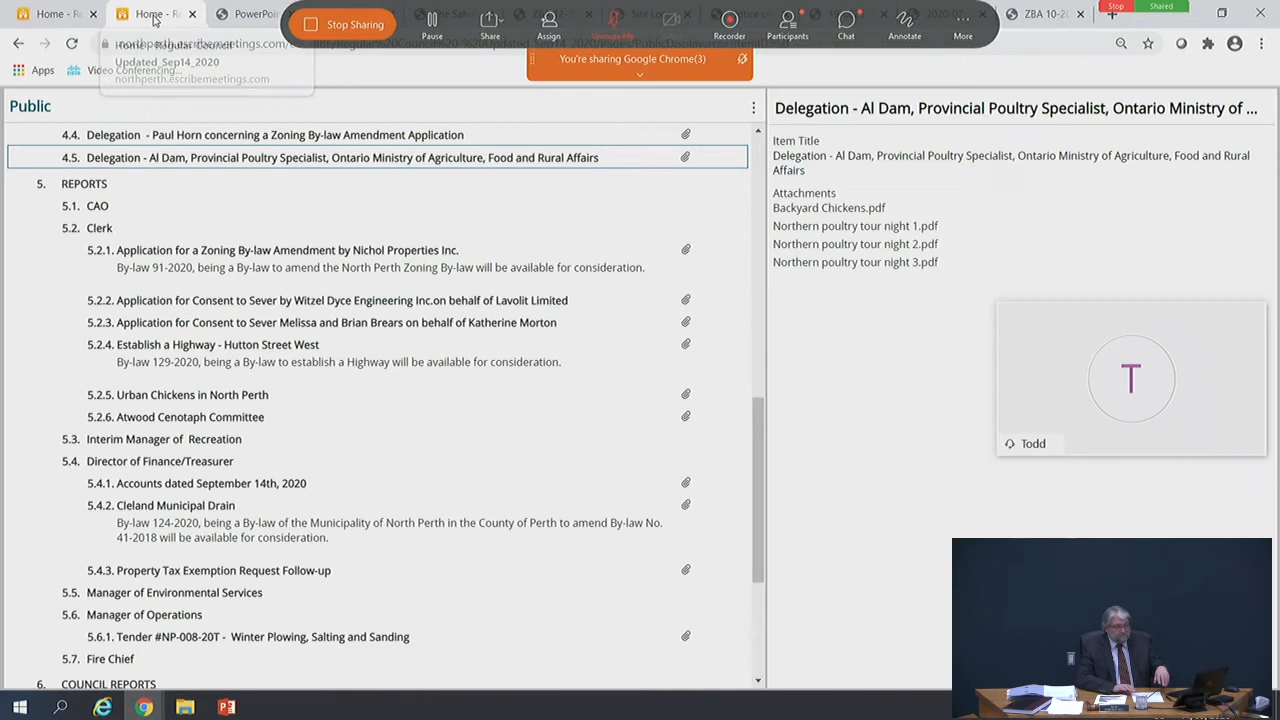 Home - Re
Home - Re
PowerPoin
ZBA 10-20
Stop
Shared
Stop Sharing
Pause
Share
Assign
Unmute Me
Recorder
Participants
Chat
Annotate
More
You're sharing Google Chrome(3)
Updated_Sep14_2020
northperth.escribemeetings.com
Apps
Video Conferencing...
Public
Delegation - Al Dam, Provincial Poultry Specialist, Ontario Ministry of ...
4.4. Delegation - Paul Horn concerning a Zoning By-law Amendment Application
4.5. Delegation - Al Dam, Provincial Poultry Specialist, Ontario Ministry of Agriculture, Food and Rural Affairs
5. REPORTS
5.1. CAO
5.2. Clerk
5.2.1. Application for a Zoning By-law Amendment by Nichol Properties Inc.
By-law 91-2020, being a By-law to amend the North Perth Zoning By-law will be available for consideration.
5.2.2. Application for Consent to Sever by Witzel Dyce Engineering Inc.on behalf of Lavolit Limited
5.2.3. Application for Consent to Sever Melissa and Brian Brears on behalf of Katherine Morton
5.2.4. Establish a Highway - Hutton Street West
By-law 129-2020, being a By-law to establish a Highway will be available for consideration.
5.2.5. Urban Chickens in North Perth
5.2.6. Atwood Cenotaph Committee
5.3. Interim Manager of Recreation
5.4. Director of Finance/Treasurer
5.4.1. Accounts dated September 14th, 2020
5.4.2. Cleland Municipal Drain
By-law 124-2020, being a By-law of the Municipality of North Perth in the County of Perth to amend By-law No.
41-2018 will be available for consideration.
5.4.3. Property Tax Exemption Request Follow-up
5.5. Manager of Environmental Services
5.6. Manager of Operations
5.6.1. Tender #NP-008-20T - Winter Plowing, Salting and Sanding
5.7. Fire Chief
6. COUNCIL REPORTS
Item Title
Delegation - Al Dam, Provincial Poultry Specialist, Ontario Ministry of Agriculture, Food and Rural
Affairs
Attachments
Backyard Chickens.pdf
Northern poultry tour night 1.pdf
Northern poultry tour night 2.pdf
Northern poultry tour night 3.pdf
T
Todd